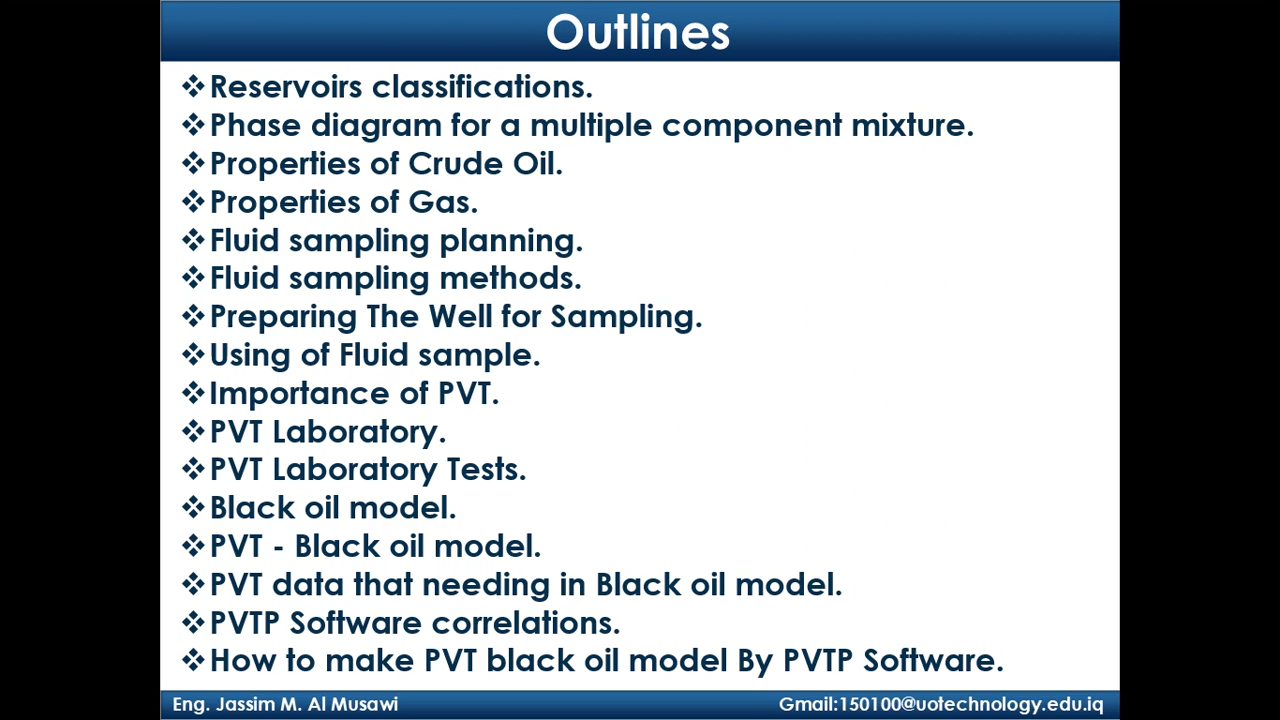 Outlines
❖Reservoirs classifications.
❖Phase diagram for a multiple component mixture.
❖Properties of Crude Oil.
❖Properties of Gas.
❖Fluid sampling planning.
❖Fluid sampling methods.
❖Preparing The Well for Sampling.
❖Using of Fluid sample.
❖Importance of PVT.
❖PVT Laboratory.
❖PVT Laboratory Tests.
❖Black oil model.
❖PVT - Black oil model.
❖PVT data that needing in Black oil model.
❖PVTP Software correlations.
❖How to make PVT black oil model By PVTP Software.
Eng. Jassim M. Al Musawi Gmail:150100@uotechnology.edu.iq